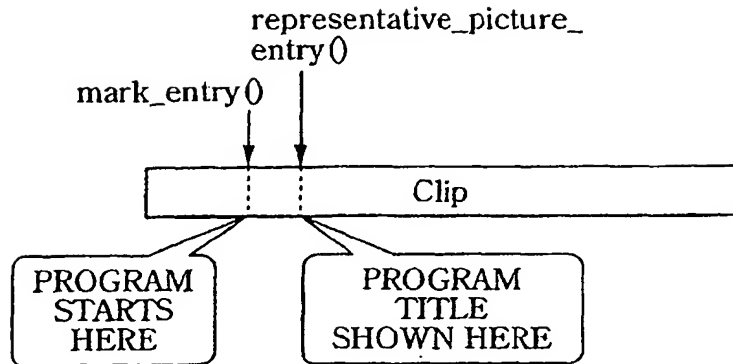 representative_picture_
entry()
mark_entry()
Clip
PROGRAM
STARTS
HERE
PROGRAM
TITLE
SHOWN HERE